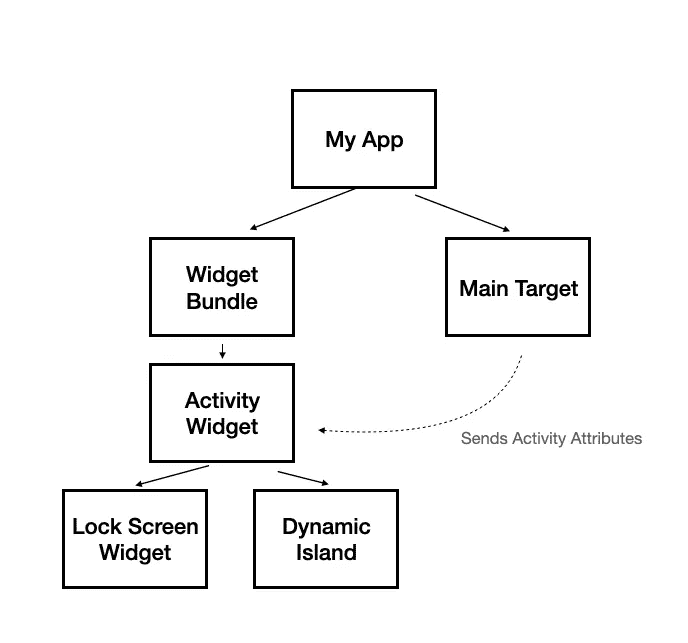 My App
Widget
Bundle
Main Target
Activity
Widget
Sends Activity Attributes
Lock Screen
Widget
Dynamic
Island